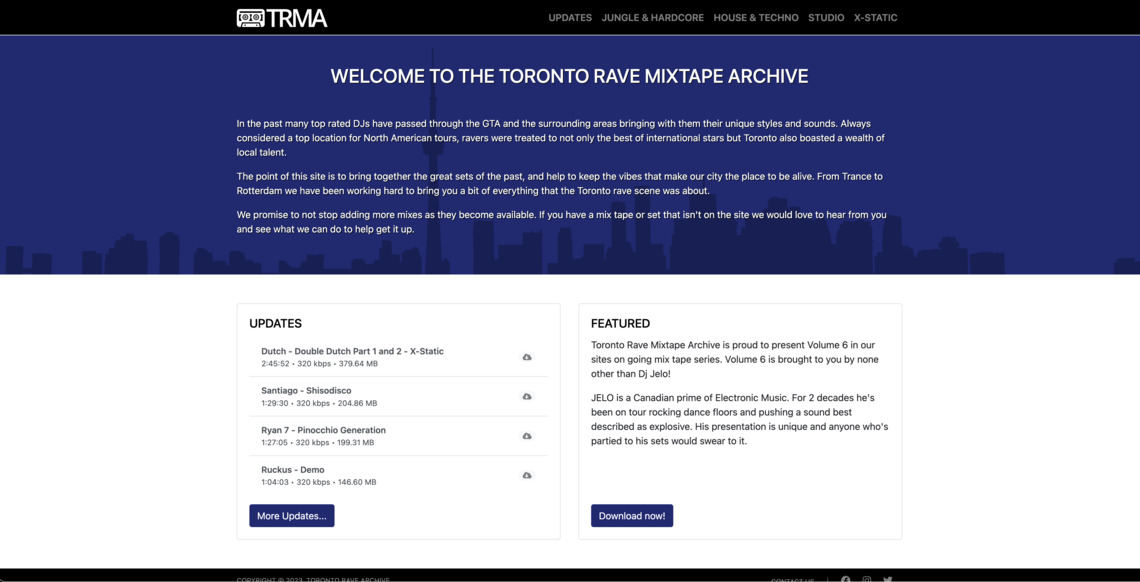 TRMA
UPDATES JUNGLE & HARDCORE HOUSE & TECHNO STUDIO X-STATIC
WELCOME TO THE TORONTO RAVE MIXTAPE ARCHIVE
In the past many top rated DJs have passed through the GTA and the surrounding areas bringing with them their unique styles and sounds. Always
considered a top location for North American tours, ravers were treated to not only the best of international stars but Toronto also boasted a wealth of
local talent.
The point of this site is to bring together the great sets of the past, and help to keep the vibes that make our city the place to be alive. From Trance to
Rotterdam we have been working hard to bring you a bit of everything that the Toronto rave scene was about.
We promise to not stop adding more mixes as they become available. If you have a mix tape or set that isn't on the site we would love to hear from you
and see what we can do to help get it up.
UPDATES
Dutch - Double Dutch Part 1 and 2 - X-Static
2:45:52 • 320 kbps • 379.64 MB
Santiago - Shisodisco
1:29:30 • 320 kbps • 204.86 MB
Ryan 7 - Pinocchio Generation
1:27:05 • 320 kbps • 199.31 MB
Ruckus - Demo
1:04:03 • 320 kbps • 146.60 MB
More Updates...
FEATURED
Toronto Rave Mixtape Archive is proud to present Volume 6 in our
sites on going mix tape series. Volume 6 is brought to you by none
other than Dj Jelo!
JELO is a Canadian prime of Electronic Music. For 2 decades he's
been on tour rocking dance floors and pushing a sound best
described as explosive. His presentation is unique and anyone who's
partied to his sets would swear to it.
Download now!
COPYRIGHT © 2023, TORONTO RAVE ARCHIVE
CONTACT US |